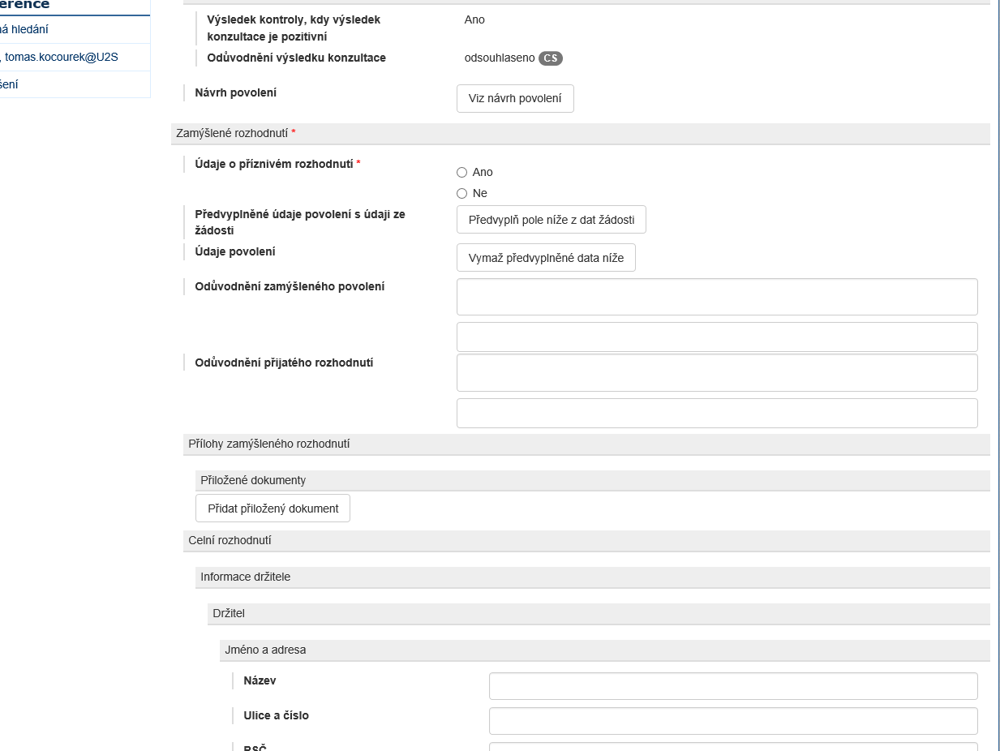 Výsledek kontroly, kdy výsledek
konzultace je pozitivní
Ano
Odůvodnění výsledku konzultace
odsouhlaseno CS
Návrh povolení
Viz návrh povolení
Zamýšlené rozhodnutí *
Údaje o příznivém rozhodnutí *
Ano
Ne
Předvyplněné údaje povolení s údaji ze
žádosti
Předvyplň pole níže z dat žádosti
Údaje povolení
Vymaž předvyplněné data níže
Odůvodnění zamýšleného povolení
Odůvodnění přijatého rozhodnutí
Přílohy zamýšleného rozhodnutí
Přiložené dokumenty
Přidat přiložený dokument
Celní rozhodnutí
Informace držitele
Držitel
Jméno a adresa
Název
Ulice a číslo
hledání
, tomas.kocourek@U2S